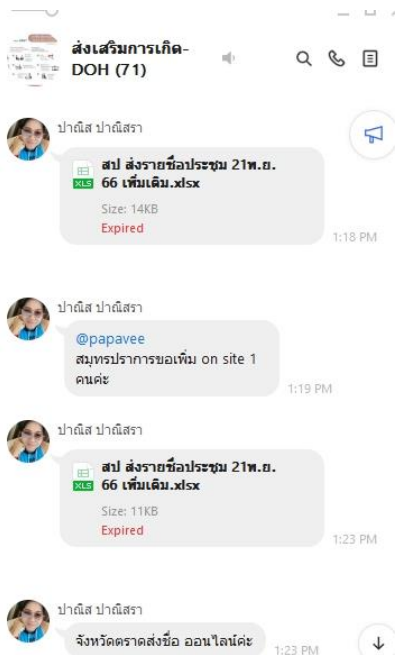 ส่งเสริมการเกิด-
DOH (71)
ปาณิส ปาณิสรา
สป ส่งรายชื่อประชุม 21พ.ย.
66 เพิ่มเติม.xlsx
XLS
Size: 14KB
Expired
1:18 PM
ปาณิส ปาณิสรา
@papavee
สมุทรปราการขอเพิ่ม on site 1
คนค่ะ
1:19 PM
ปาณิส ปาณิสรา
สป ส่งรายชื่อประชุม 21พ.ย.
66 เพิ่มเติม.xlsx
XLS
Size: 11KB
Expired
1:23 PM
ปาณิส ปาณิสรา
จังหวัดตราดส่งชื่อ ออนไลน์ค่ะ
1:23 PM